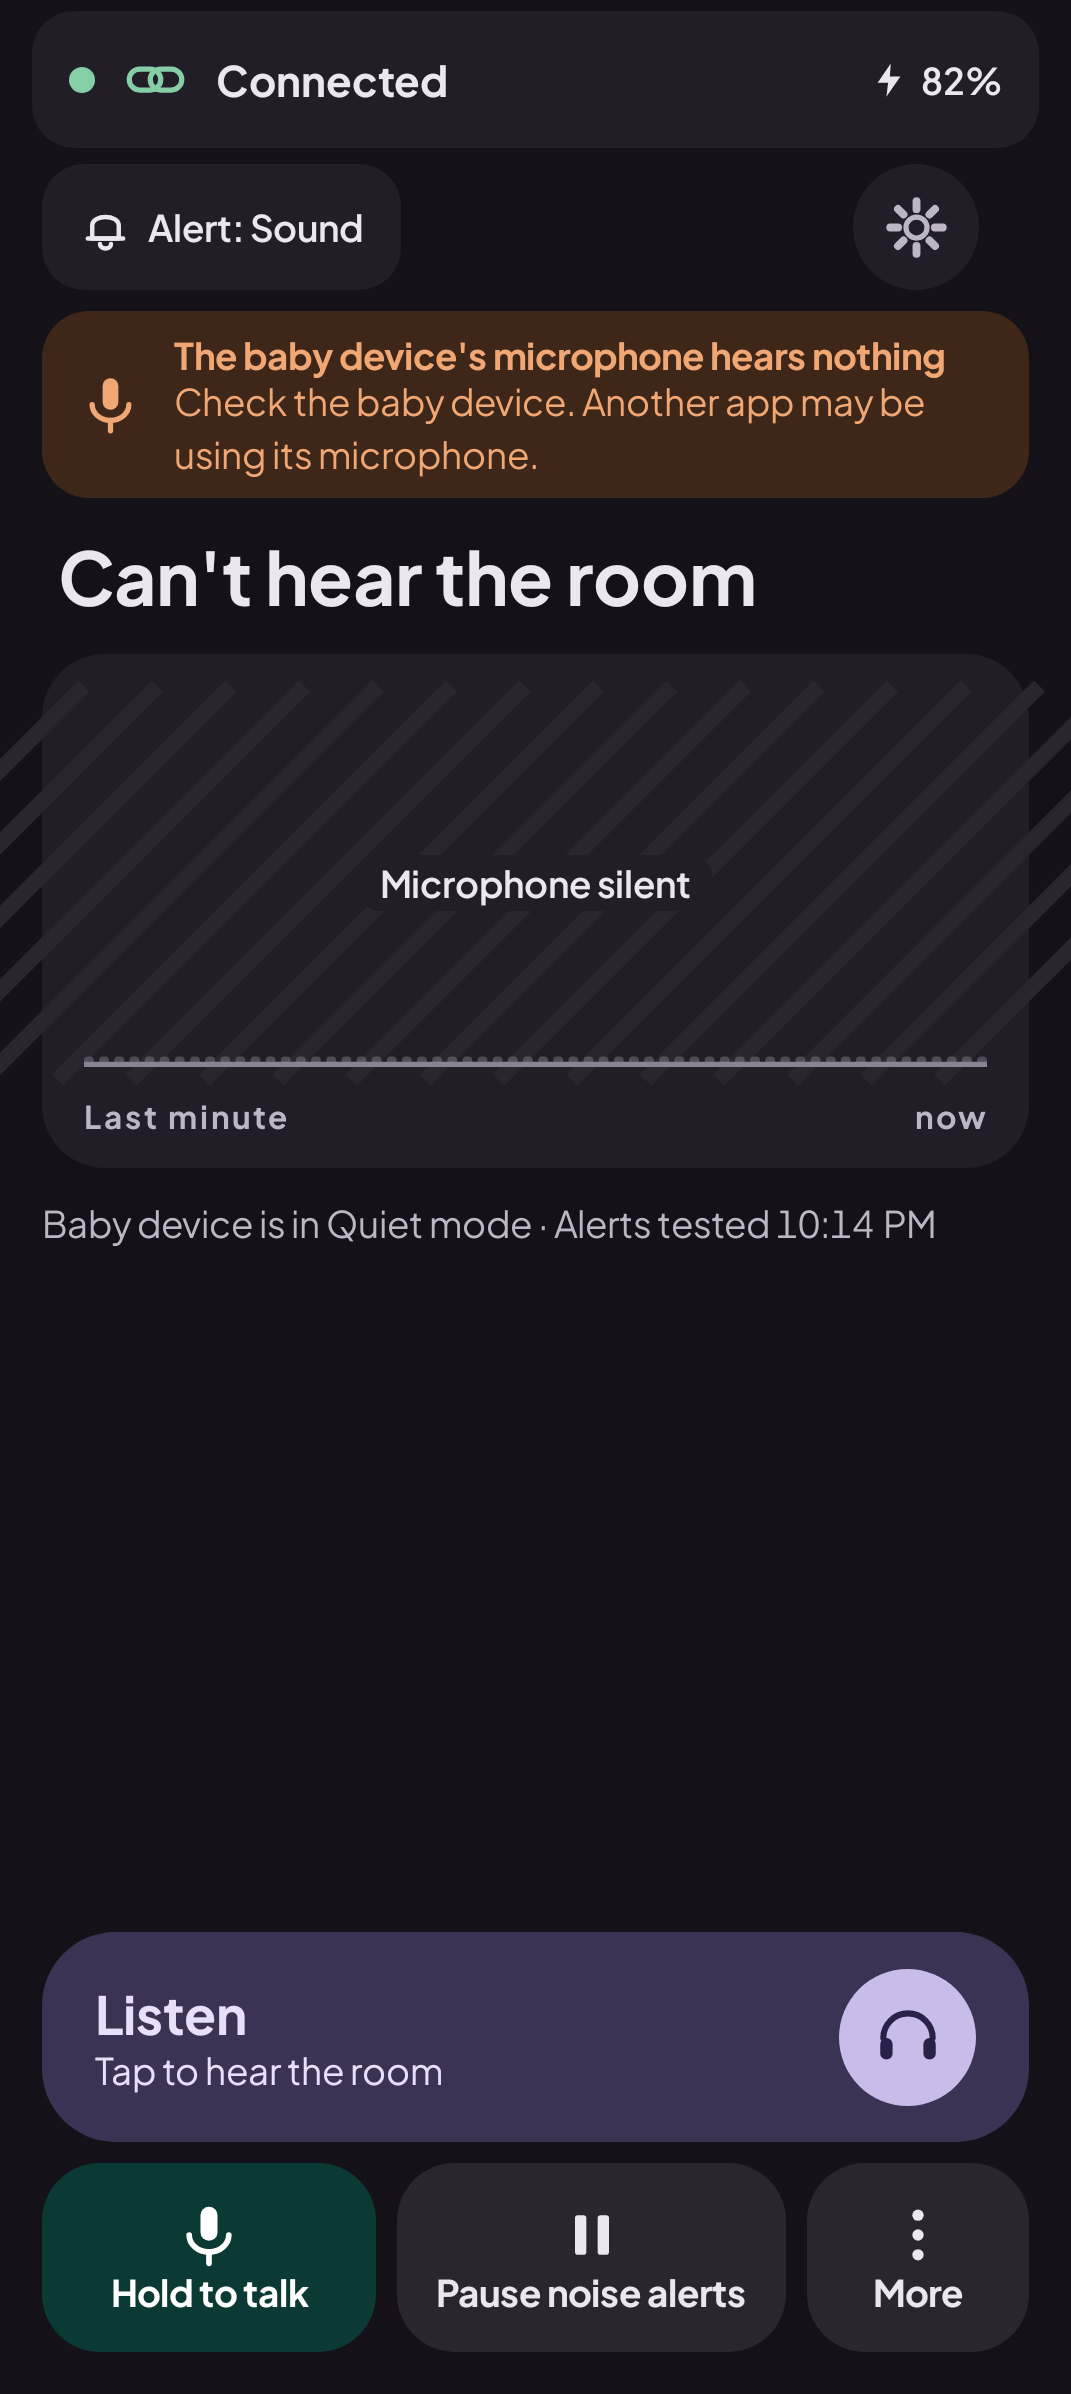 Connected
82%
Alert: Sound
The baby device's microphone hears nothing
Check the baby device. Another app may be
using its microphone.
Can't hear the room
Microphone silent
Last minute
now
Baby device is in Quiet mode · Alerts tested 10:14 PM
Listen
Tap to hear the room
Hold to talk
Pause noise alerts
More